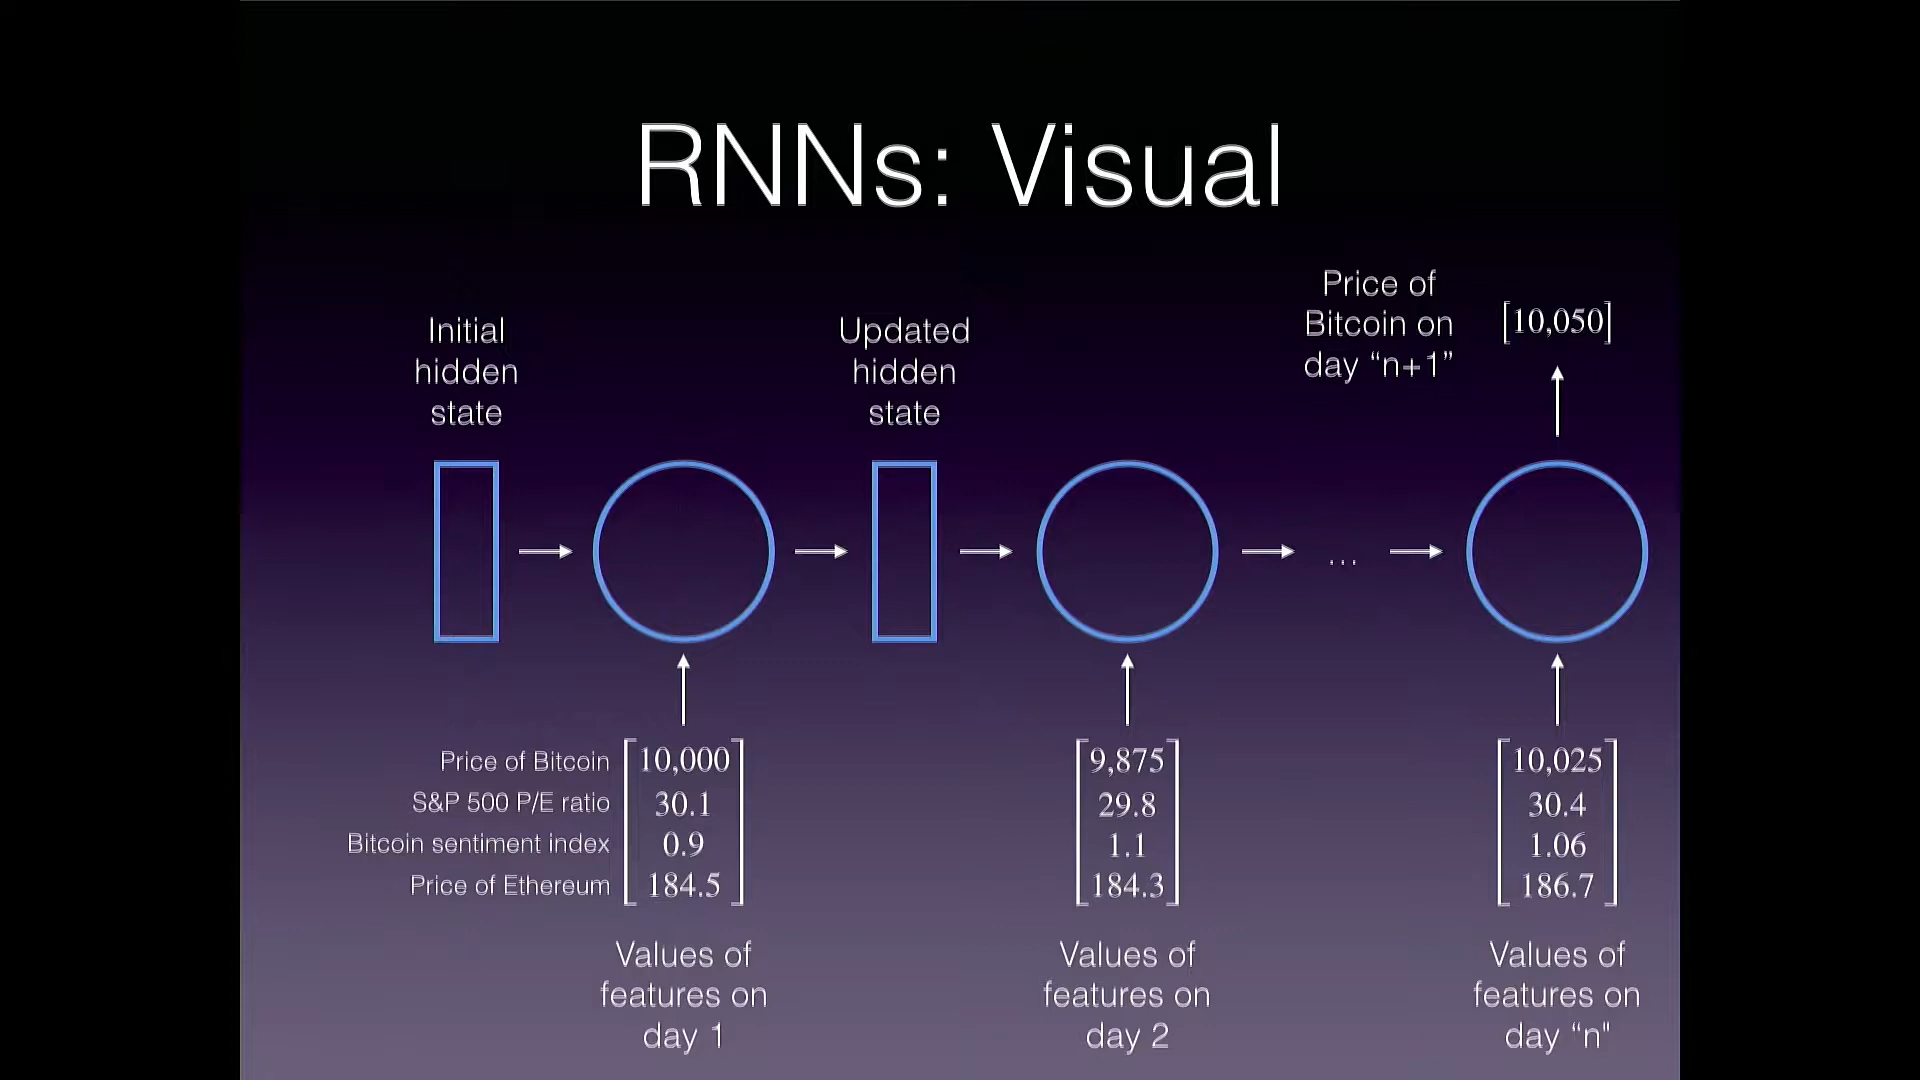 RNNs: Visual
Initial
hidden
state
Updated
hidden
state
Price of
Bitcoin on
day “n+1”
[10,050]
...
Price of Bitcoin
S&P 500 P/E ratio
Bitcoin sentiment index
Price of Ethereum
10,000
30.1
0.9
184.5
9,875
29.8
1.1
184.3
10,025
30.4
1.06
186.7
Values of
features on
day 1
Values of
features on
day 2
Values of
features on
day “n"